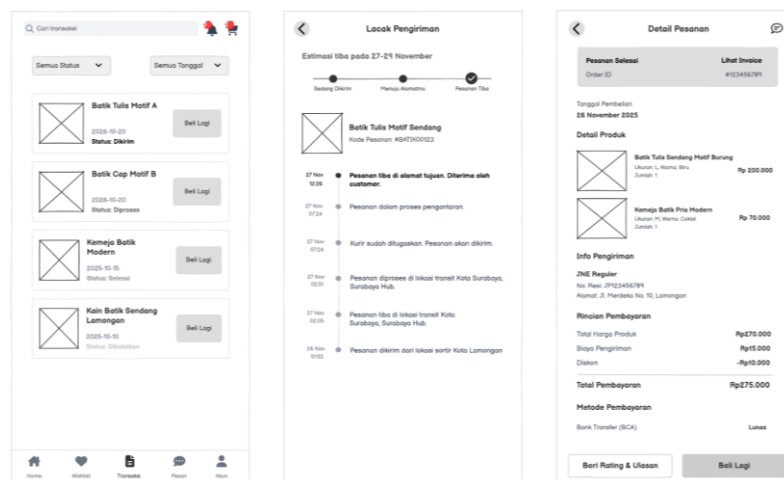 Cari transaksi
Semua Status
Semua Tanggal
Batik Tulis Motif A
2026-10-20
Status: Dikirim
Beli Lagi
Batik Cap Motif B
2026-10-20
Status: Diproses
Beli Lagi
Kemeja Batik
Modern
2025-10-15
Status: Selesai
Beli Lagi
Kain Batik Sendang
Lamongan
2025-10-10
Status: Dibatalkan
Beli Lagi
Home
Wishlist
Transaksi
Pesan
Akun
Lacak Pengiriman
Estimasi tiba pada 27-29 November
Sedang Dikirim
Menuju Alamatmu
Pesanan Tiba
Batik Tulis Motif Sendang
Kode Pesanan: #BATIK00123
27 Nov
12:26
Pesanan tiba di alamat tujuan. Diterima oleh
customer.
27 Nov
07:24
Pesanan dalam proses pengantaran.
27 Nov
07:24
Kurir sudah ditugaskan. Pesanan akan dikirim.
27 Nov
02:51
Pesanan diproses di lokasi transit Kota Surabaya,
Surabaya Hub.
27 Nov
02:05
Pesanan tiba di lokasi transit Kota
Surabaya, Surabaya Hub.
26 Nov
01:52
Pesanan dikirim dari lokasi sortir Kota Lamongan
Detail Pesanan
Pesanan Selesai
Lihat Invoice
Order ID
#123456789
Tanggal Pembelian
26 November 2025
Detail Produk
Batik Tulis Sendang Motif Burung
Ukuran: L, Warna: Biru
Jumlah: 1
Rp 200.000
Kemeja Batik Pria Modern
Ukuran: M, Warna: Coklat
Jumlah: 1
Rp 70.000
Info Pengiriman
JNE Reguler
No. Resi: JP123456789
Alamat: Jl. Merdeka No. 10, Lamongan
Rincian Pembayaran
Total Harga Produk
Rp270.000
Biaya Pengiriman
Rp15.000
Diskon
-Rp10.000
Total Pembayaran
Rp275.000
Metode Pembayaran
Bank Transfer (BCA)
Lunas
Beri Rating & Ulasan
Beli Lagi